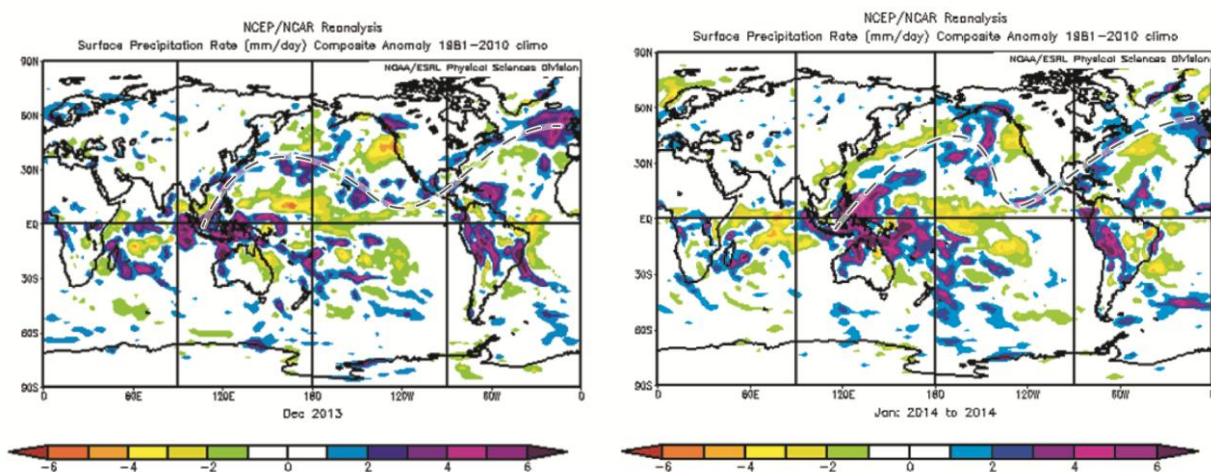 NCEP/NCAR Reanalysis
Surface Precipitation Rate (mm/day) Composite Anomaly 1981-2010 climo
NOAA/ESRL Physical Sciences Division
90N
60N
30N
EQ
30S
60S
90S
0
60E
120E
180
120W
60W
0
Dec 2013
-6
-4
-2
0
2
4
6
NCEP/NCAR Reanalysis
Surface Precipitation Rate (mm/day) Composite Anomaly 1981-2010 climo
NOAA/ESRL Physical Sciences Division
90N
60N
30N
EQ
30S
60S
90S
0
60E
120E
180
120W
60W
0
Jan: 2014 to 2014
-6
-4
-2
0
2
4
6